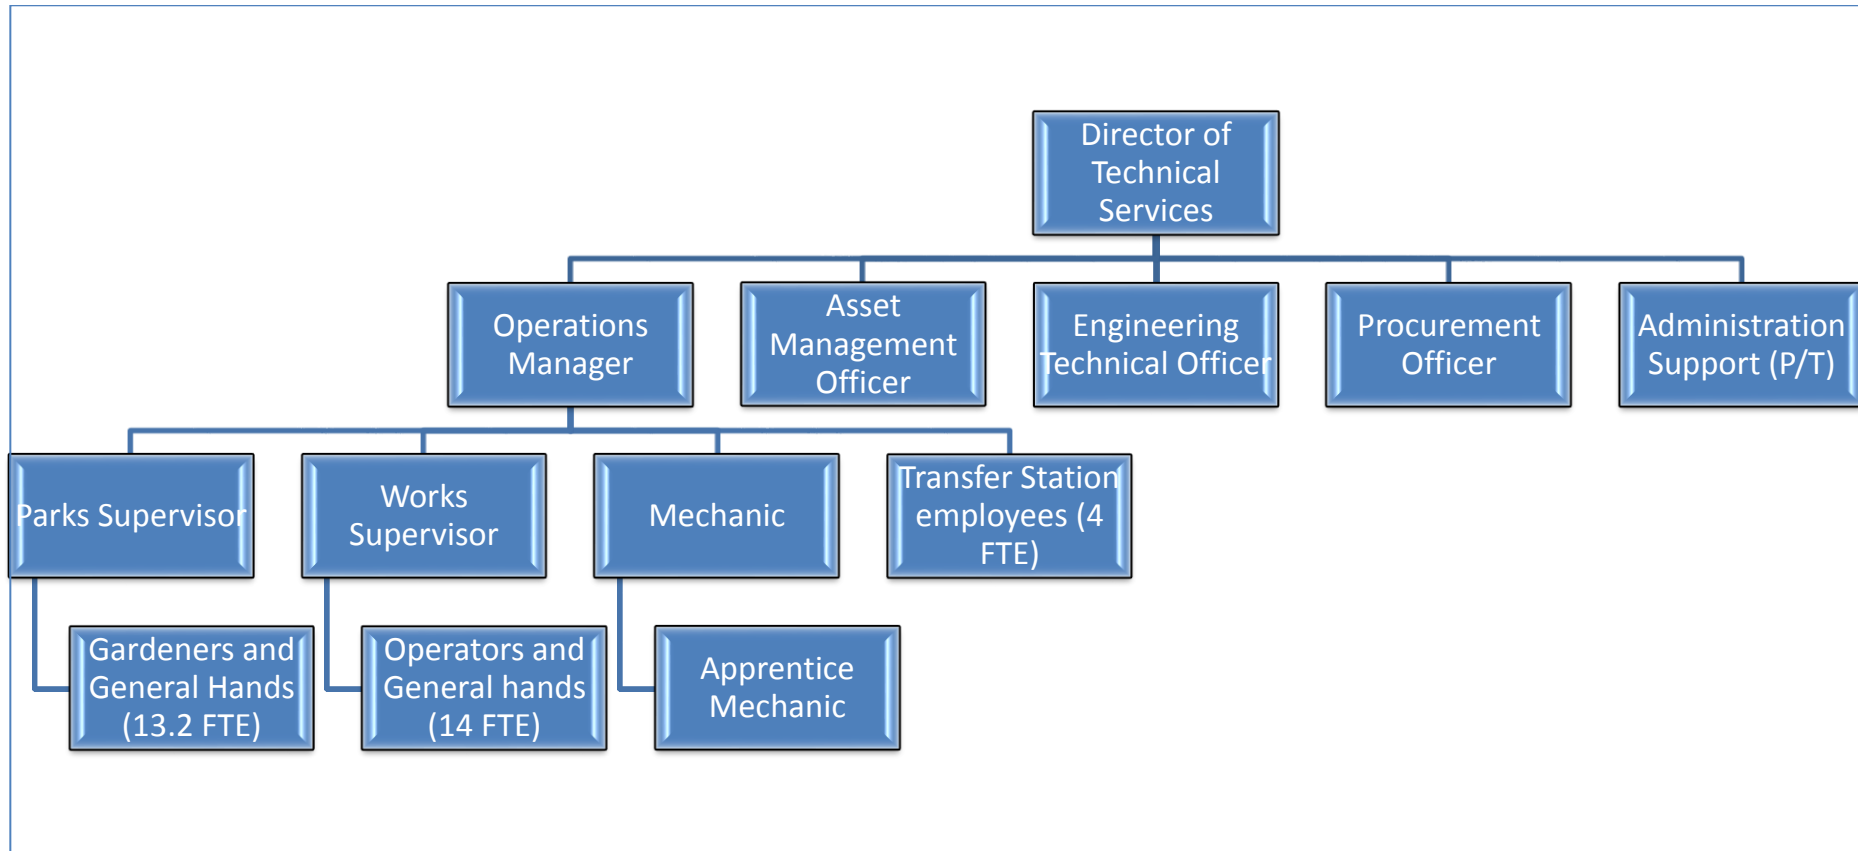 Director of
Technical
Services
Operations
Manager
Asset
Management
Officer
Engineering
Technical Officer
Procurement
Officer
Administration
Support (P/T)
Parks Supervisor
Works
Supervisor
Mechanic
Transfer Station
employees (4
FTE)
Gardeners and
General Hands
(13.2 FTE)
Operators and
General hands
(14 FTE)
Apprentice
Mechanic